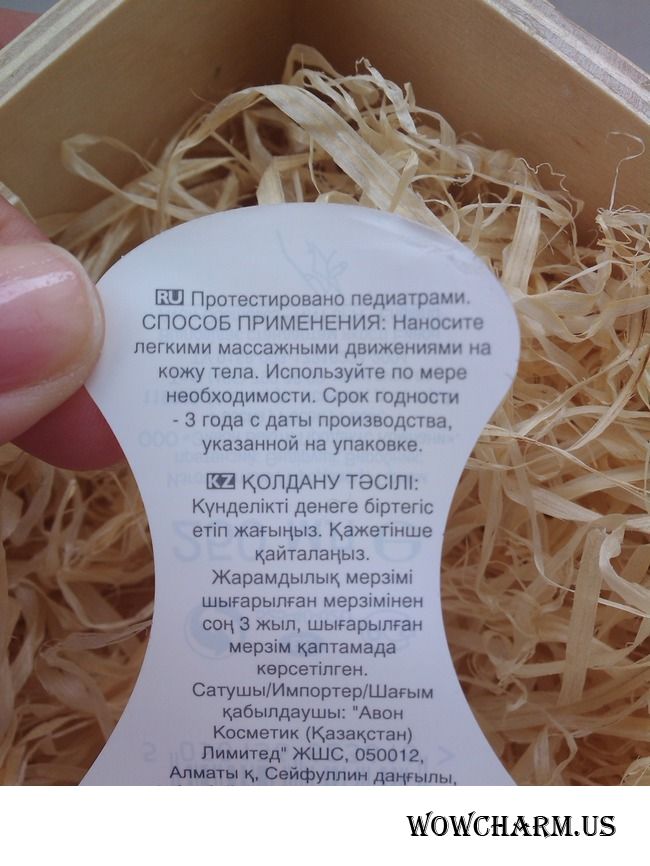 RU Протестировано педиатрами.
СПОСОБ ПРИМЕНЕНИЯ: Наносите
легкими массажными движениями на
кожу тела. Используйте по мере
необходимости. Срок годности
- 3 года с даты производства,
указанной на упаковке.
KZ ҚОЛДАНУ ТӘСІЛІ:
Күнделікті денеге біртегіс
етіп жағыңыз. Қажетінше
қайталаңыз.
Жарамдылық мерзімі
шығарылған мерзімінен
соң 3 жыл, шығарылған
мерзім қаптамада
көрсетілген.
Сатушы/Импортер/Шағым
қабылдаушы: "Авон
Косметик (Қазақстан)
Лимитед" ЖШС, 050012,
Алматы қ, Сейфуллин даңғылы,
WOWCHARM.US